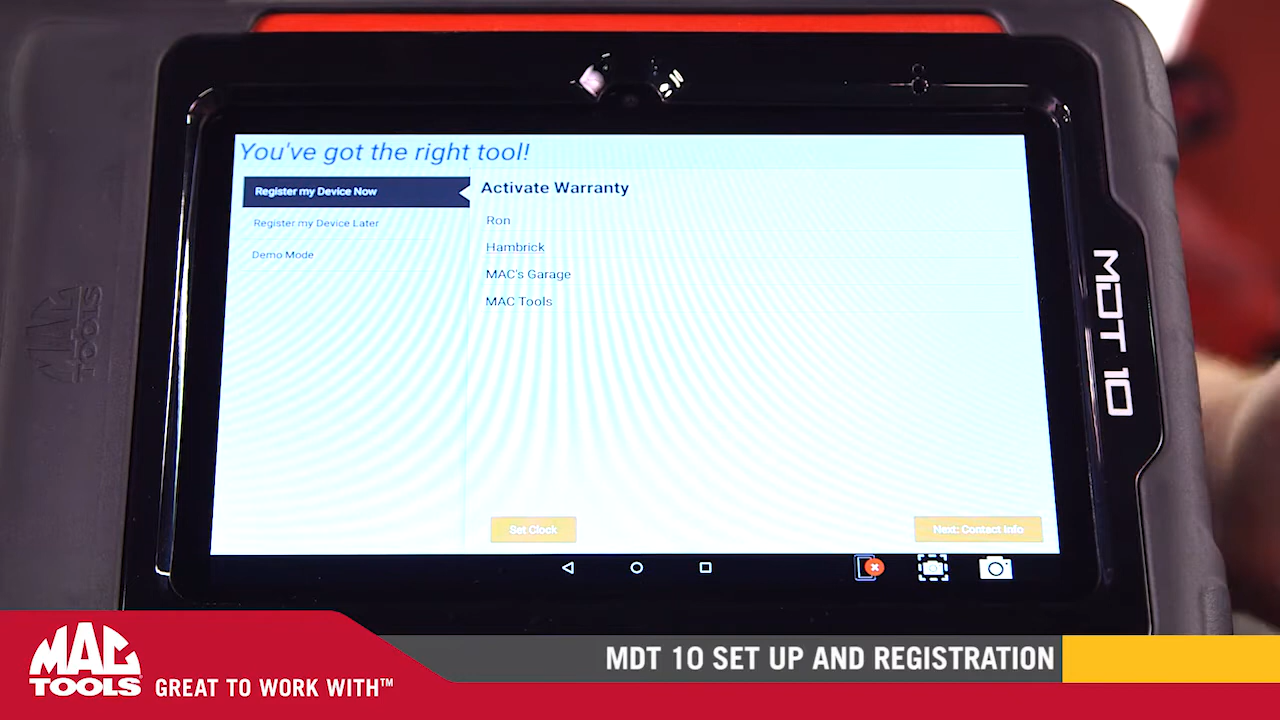 You've got the right tool!
Register my Device Now
Register my Device Later
Demo Mode
Activate Warranty
Ron
Hambrick
MAC's Garage
MAC Tools
Set Clock
Next: Contact Info
MDT 10
MAC
TOOLS
MAC
TOOLS
GREAT TO WORK WITH™
MDT 10 SET UP AND REGISTRATION